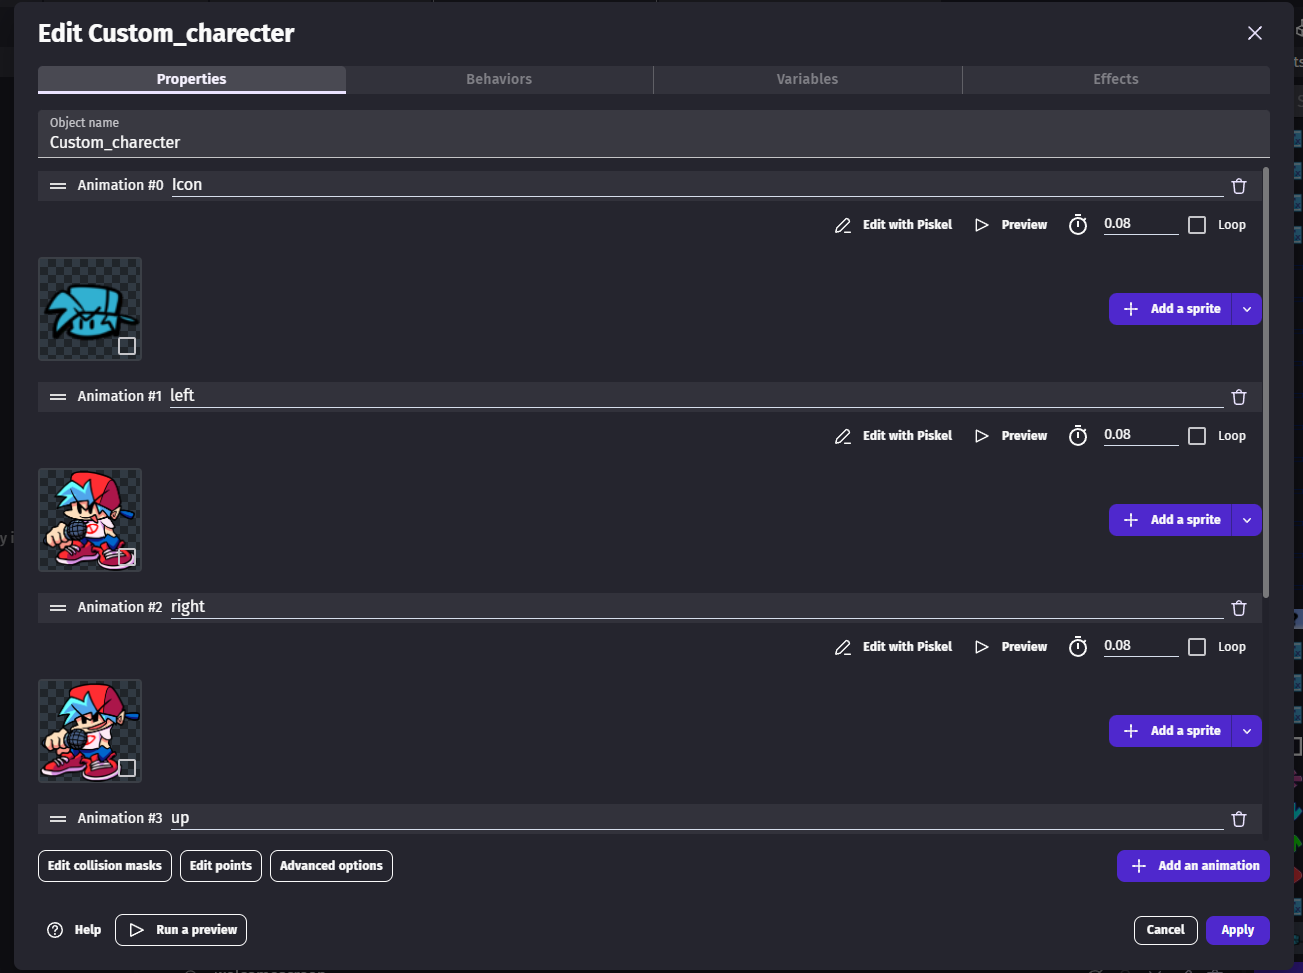 Edit Custom_charecter
Properties
Behaviors
Variables
Effects
Object name
Custom_charecter
Animation #0 Icon
Edit with Piskel
Preview
0.08
Loop
Add a sprite
Animation #1 left
Edit with Piskel
Preview
0.08
Loop
Add a sprite
Animation #2 right
Edit with Piskel
Preview
0.08
Loop
Add a sprite
Animation #3 up
Edit collision masks
Edit points
Advanced options
Add an animation
Help
Run a preview
Cancel
Apply